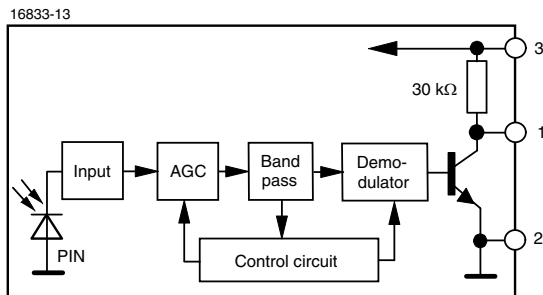 16833-13
3
30 kΩ
1
Input
AGC
Band
pass
Demo-
dulator
2
PIN
Control circuit